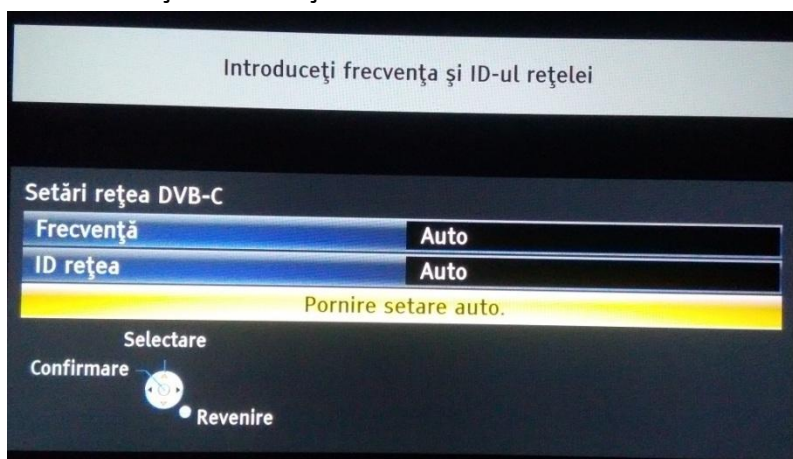 Introduceţi frecvenţa şi ID-ul reţelei
Setări reţea DVB-C
Frecvenţă Auto
ID reţea Auto
Pornire setare auto.
Selectare
Confirmare
Revenire